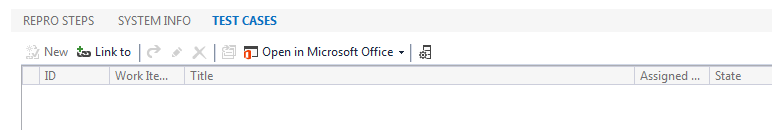 REPRO STEPS SYSTEM INFO TEST CASES
New Link to Open in Microsoft Office
ID Work Ite... Title Assigned ... State